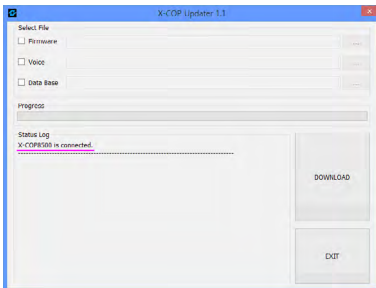 X-COP Updater 1.1
Select File
Firmware
...
Voice
...
Data Base
...
Progress
Status Log
X-COP8500 is connected.
--------------------------------------------------------------------------------
DOWNLOAD
EXIT